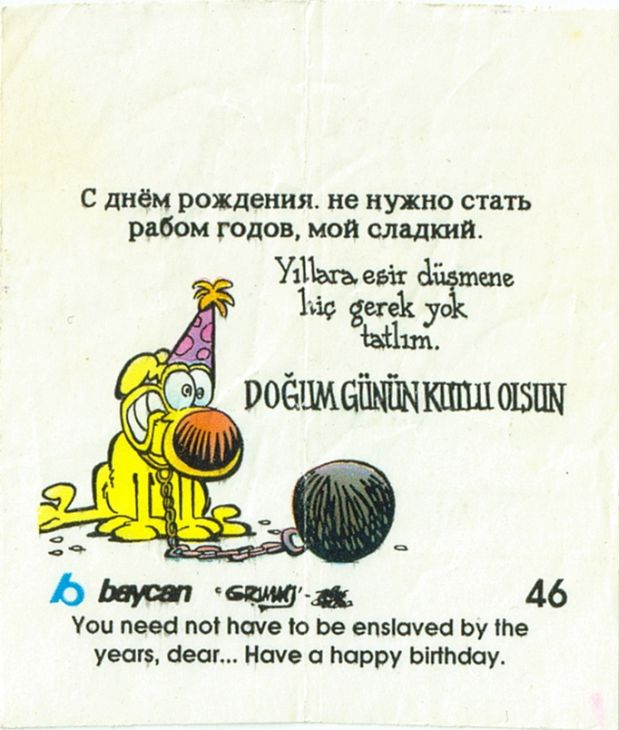 С днём рождения. не нужно стать
рабом годов, мой сладкий.
Yıllara esir düşmene
hiç gerek yok
tatlım.
DOĞUM GÜNÜN KUTLU OLSUN
baycan "GRIMMY"
46
You need not have to be enslaved by the
years, dear... Have a happy birthday.